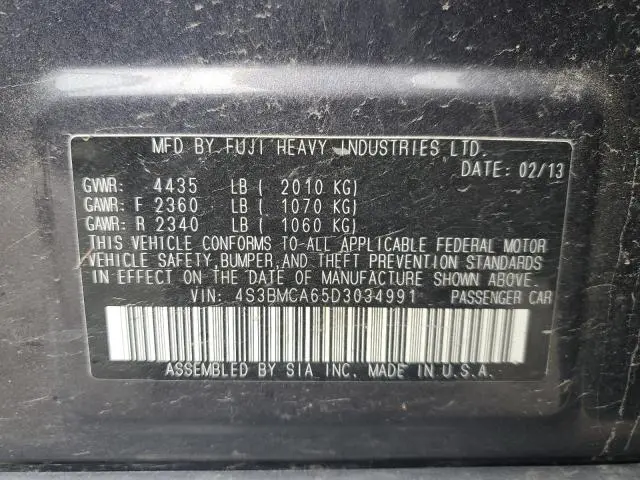 MFD BY FUJI HEAVY INDUSTRIES LTD.
DATE: 02/13
GVWR: 4435 LB ( 2010 KG)
GAWR: F 2360 LB ( 1070 KG)
GAWR: R 2340 LB ( 1060 KG)
THIS VEHICLE CONFORMS TO ALL APPLICABLE FEDERAL MOTOR
VEHICLE SAFETY, BUMPER, AND THEFT PREVENTION STANDARDS
IN EFFECT ON THE DATE OF MANUFACTURE SHOWN ABOVE.
VIN: 4S3BMCA65D3034991 PASSENGER CAR
ASSEMBLED BY SIA INC. MADE IN U.S.A.